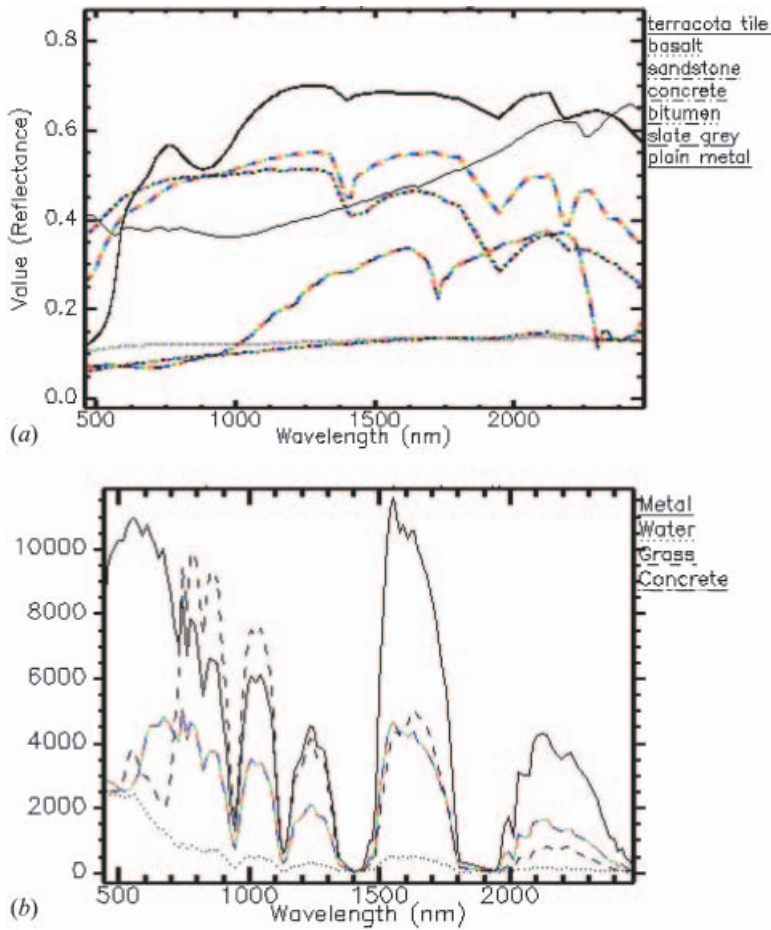 terracota tile
basalt
sandstone
concrete
bitumen
slate grey
plain metal
0.8
0.6
0.4
0.2
0.0
Value (Reflectance)
500 1000 1500 2000
Wavelength (nm)
(a)
Metal
Water
Grass
Concrete
10000
8000
6000
4000
2000
0
500 1000 1500 2000
Wavelength (nm)
(b)